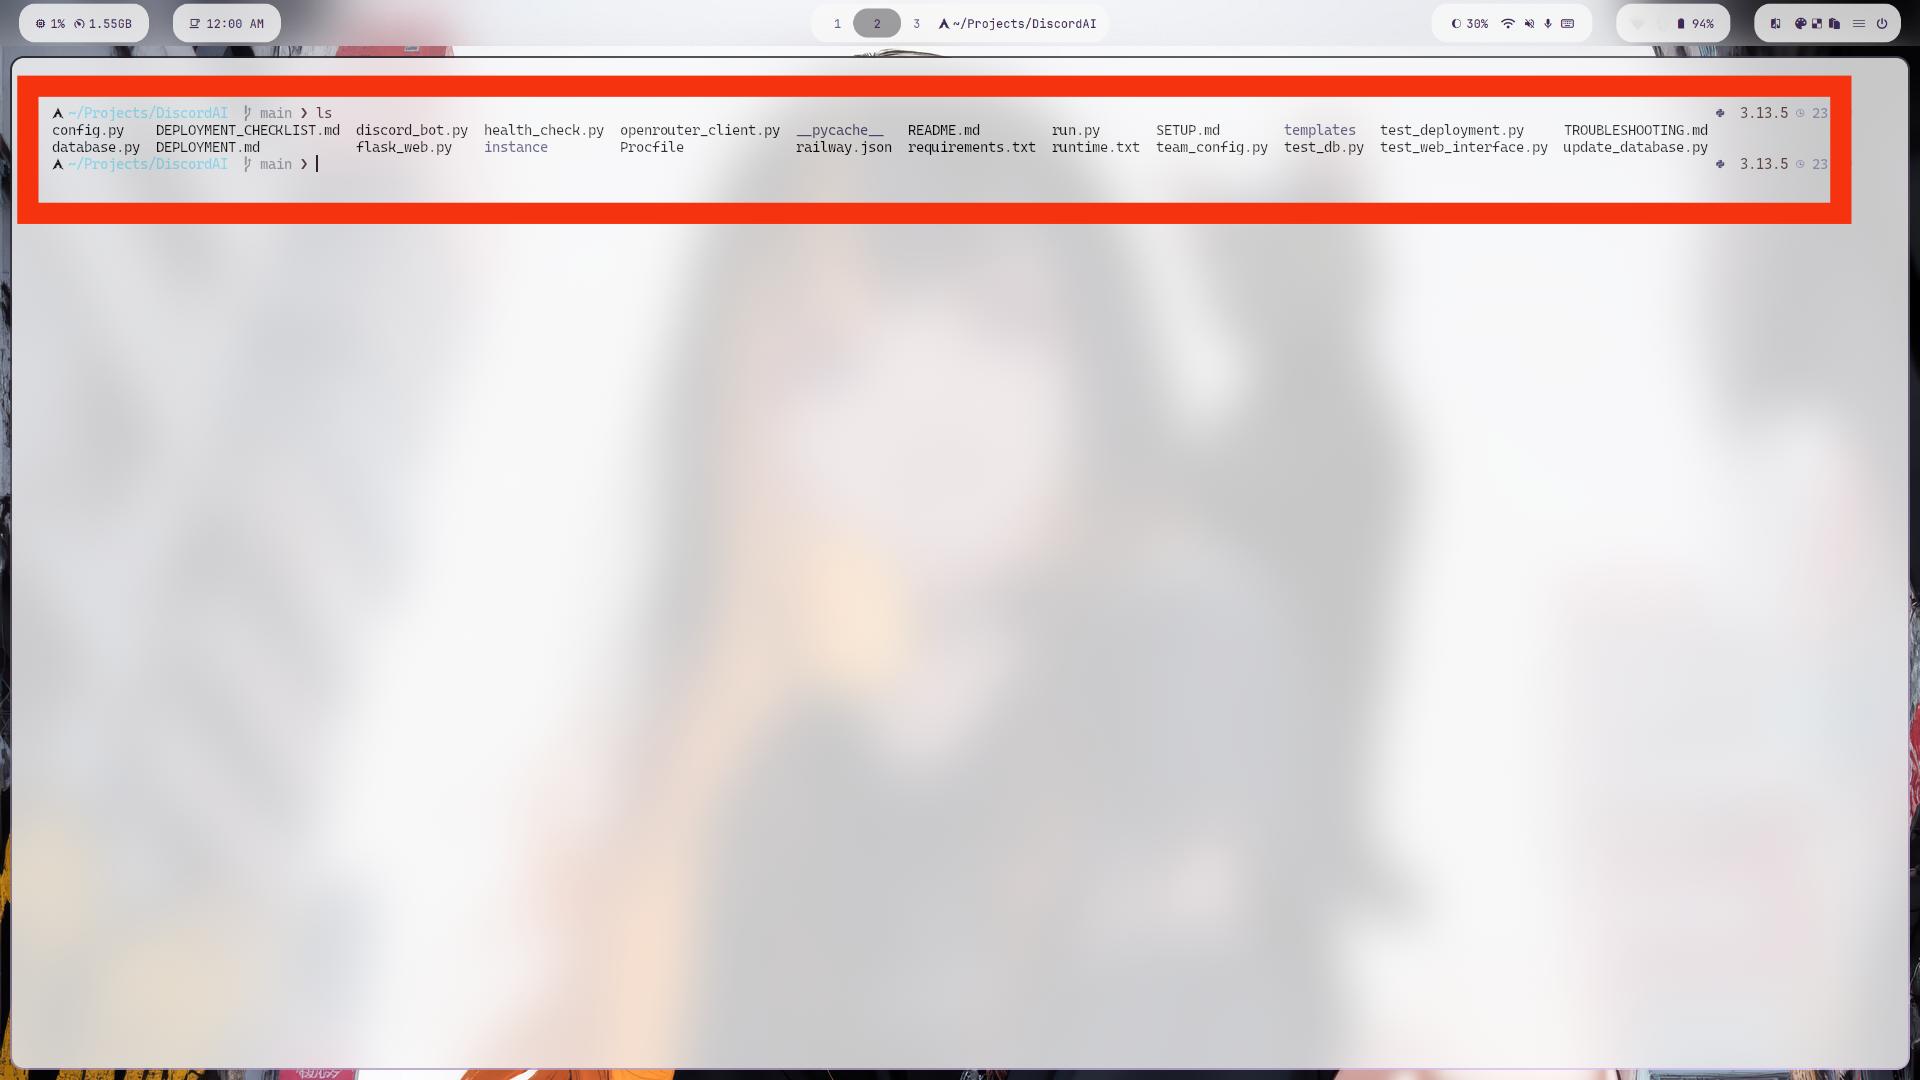 1% 1.55GB 12:00 AM 1 2 3 ~/Projects/DiscordAI 30% 94%
~/Projects/DiscordAI main ❯ ls 3.13.5 23
config.py DEPLOYMENT_CHECKLIST.md discord_bot.py health_check.py openrouter_client.py __pycache__ README.md run.py SETUP.md templates test_deployment.py TROUBLESHOOTING.md
database.py DEPLOYMENT.md flask_web.py instance Procfile railway.json requirements.txt runtime.txt team_config.py test_db.py test_web_interface.py update_database.py
~/Projects/DiscordAI main ❯ 3.13.5 23